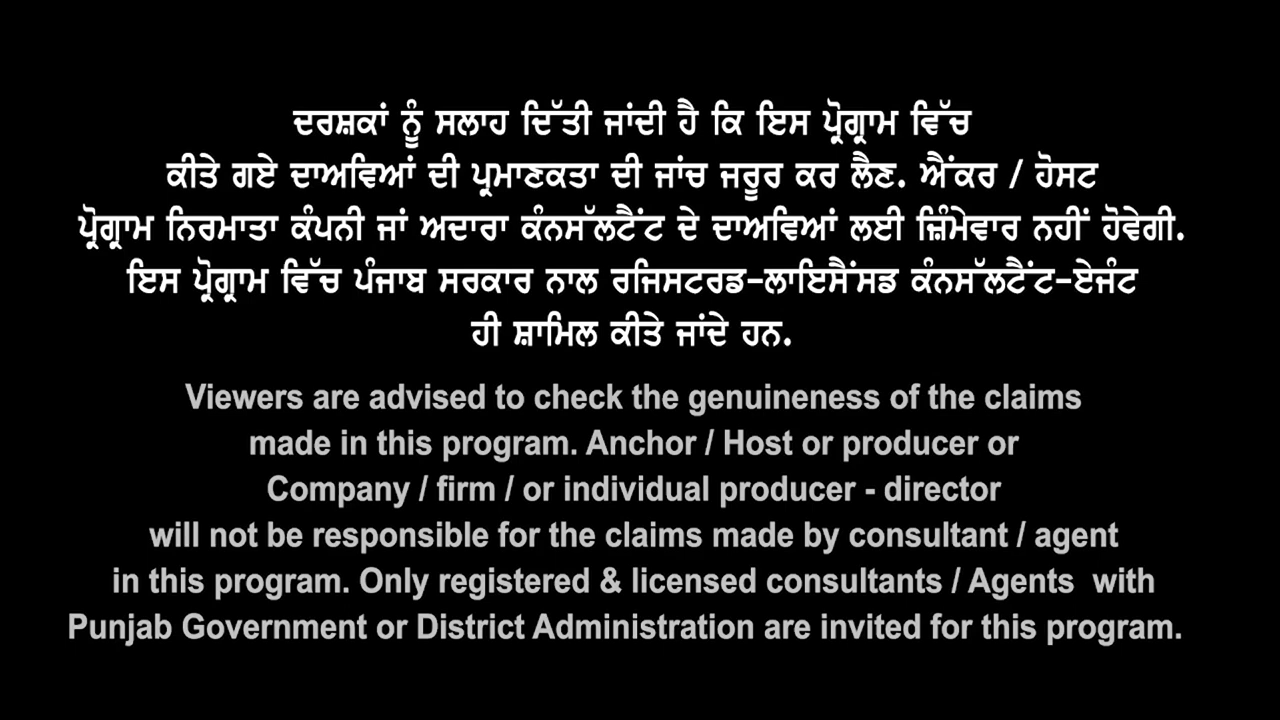 ਦਰਸ਼ਕਾਂ ਨੂੰ ਸਲਾਹ ਦਿੱਤੀ ਜਾਂਦੀ ਹੈ ਕਿ ਇਸ ਪ੍ਰੋਗ੍ਰਾਮ ਵਿੱਚ
ਕੀਤੇ ਗਏ ਦਾਅਵਿਆਂ ਦੀ ਪ੍ਰਮਾਣਕਤਾ ਦੀ ਜਾਂਚ ਜਰੂਰ ਕਰ ਲੈਣ. ਐਂਕਰ / ਹੋਸਟ
ਪ੍ਰੋਗ੍ਰਾਮ ਨਿਰਮਾਤਾ ਕੰਪਨੀ ਜਾਂ ਅਦਾਰਾ ਕੰਨਸੱਲਟੈਂਟ ਦੇ ਦਾਅਵਿਆਂ ਲਈ ਜ਼ਿੰਮੇਵਾਰ ਨਹੀਂ ਹੋਵੇਗੀ.
ਇਸ ਪ੍ਰੋਗ੍ਰਾਮ ਵਿੱਚ ਪੰਜਾਬ ਸਰਕਾਰ ਨਾਲ ਰਜਿਸਟਰਡ-ਲਾਇਸੈਂਸਡ ਕੰਨਸੱਲਟੈਂਟ-ਏਜੰਟ
ਹੀ ਸ਼ਾਮਿਲ ਕੀਤੇ ਜਾਂਦੇ ਹਨ.
Viewers are advised to check the genuineness of the claims
made in this program. Anchor / Host or producer or
Company / firm / or individual producer - director
will not be responsible for the claims made by consultant / agent
in this program. Only registered & licensed consultants / Agents  with
Punjab Government or District Administration are invited for this program.